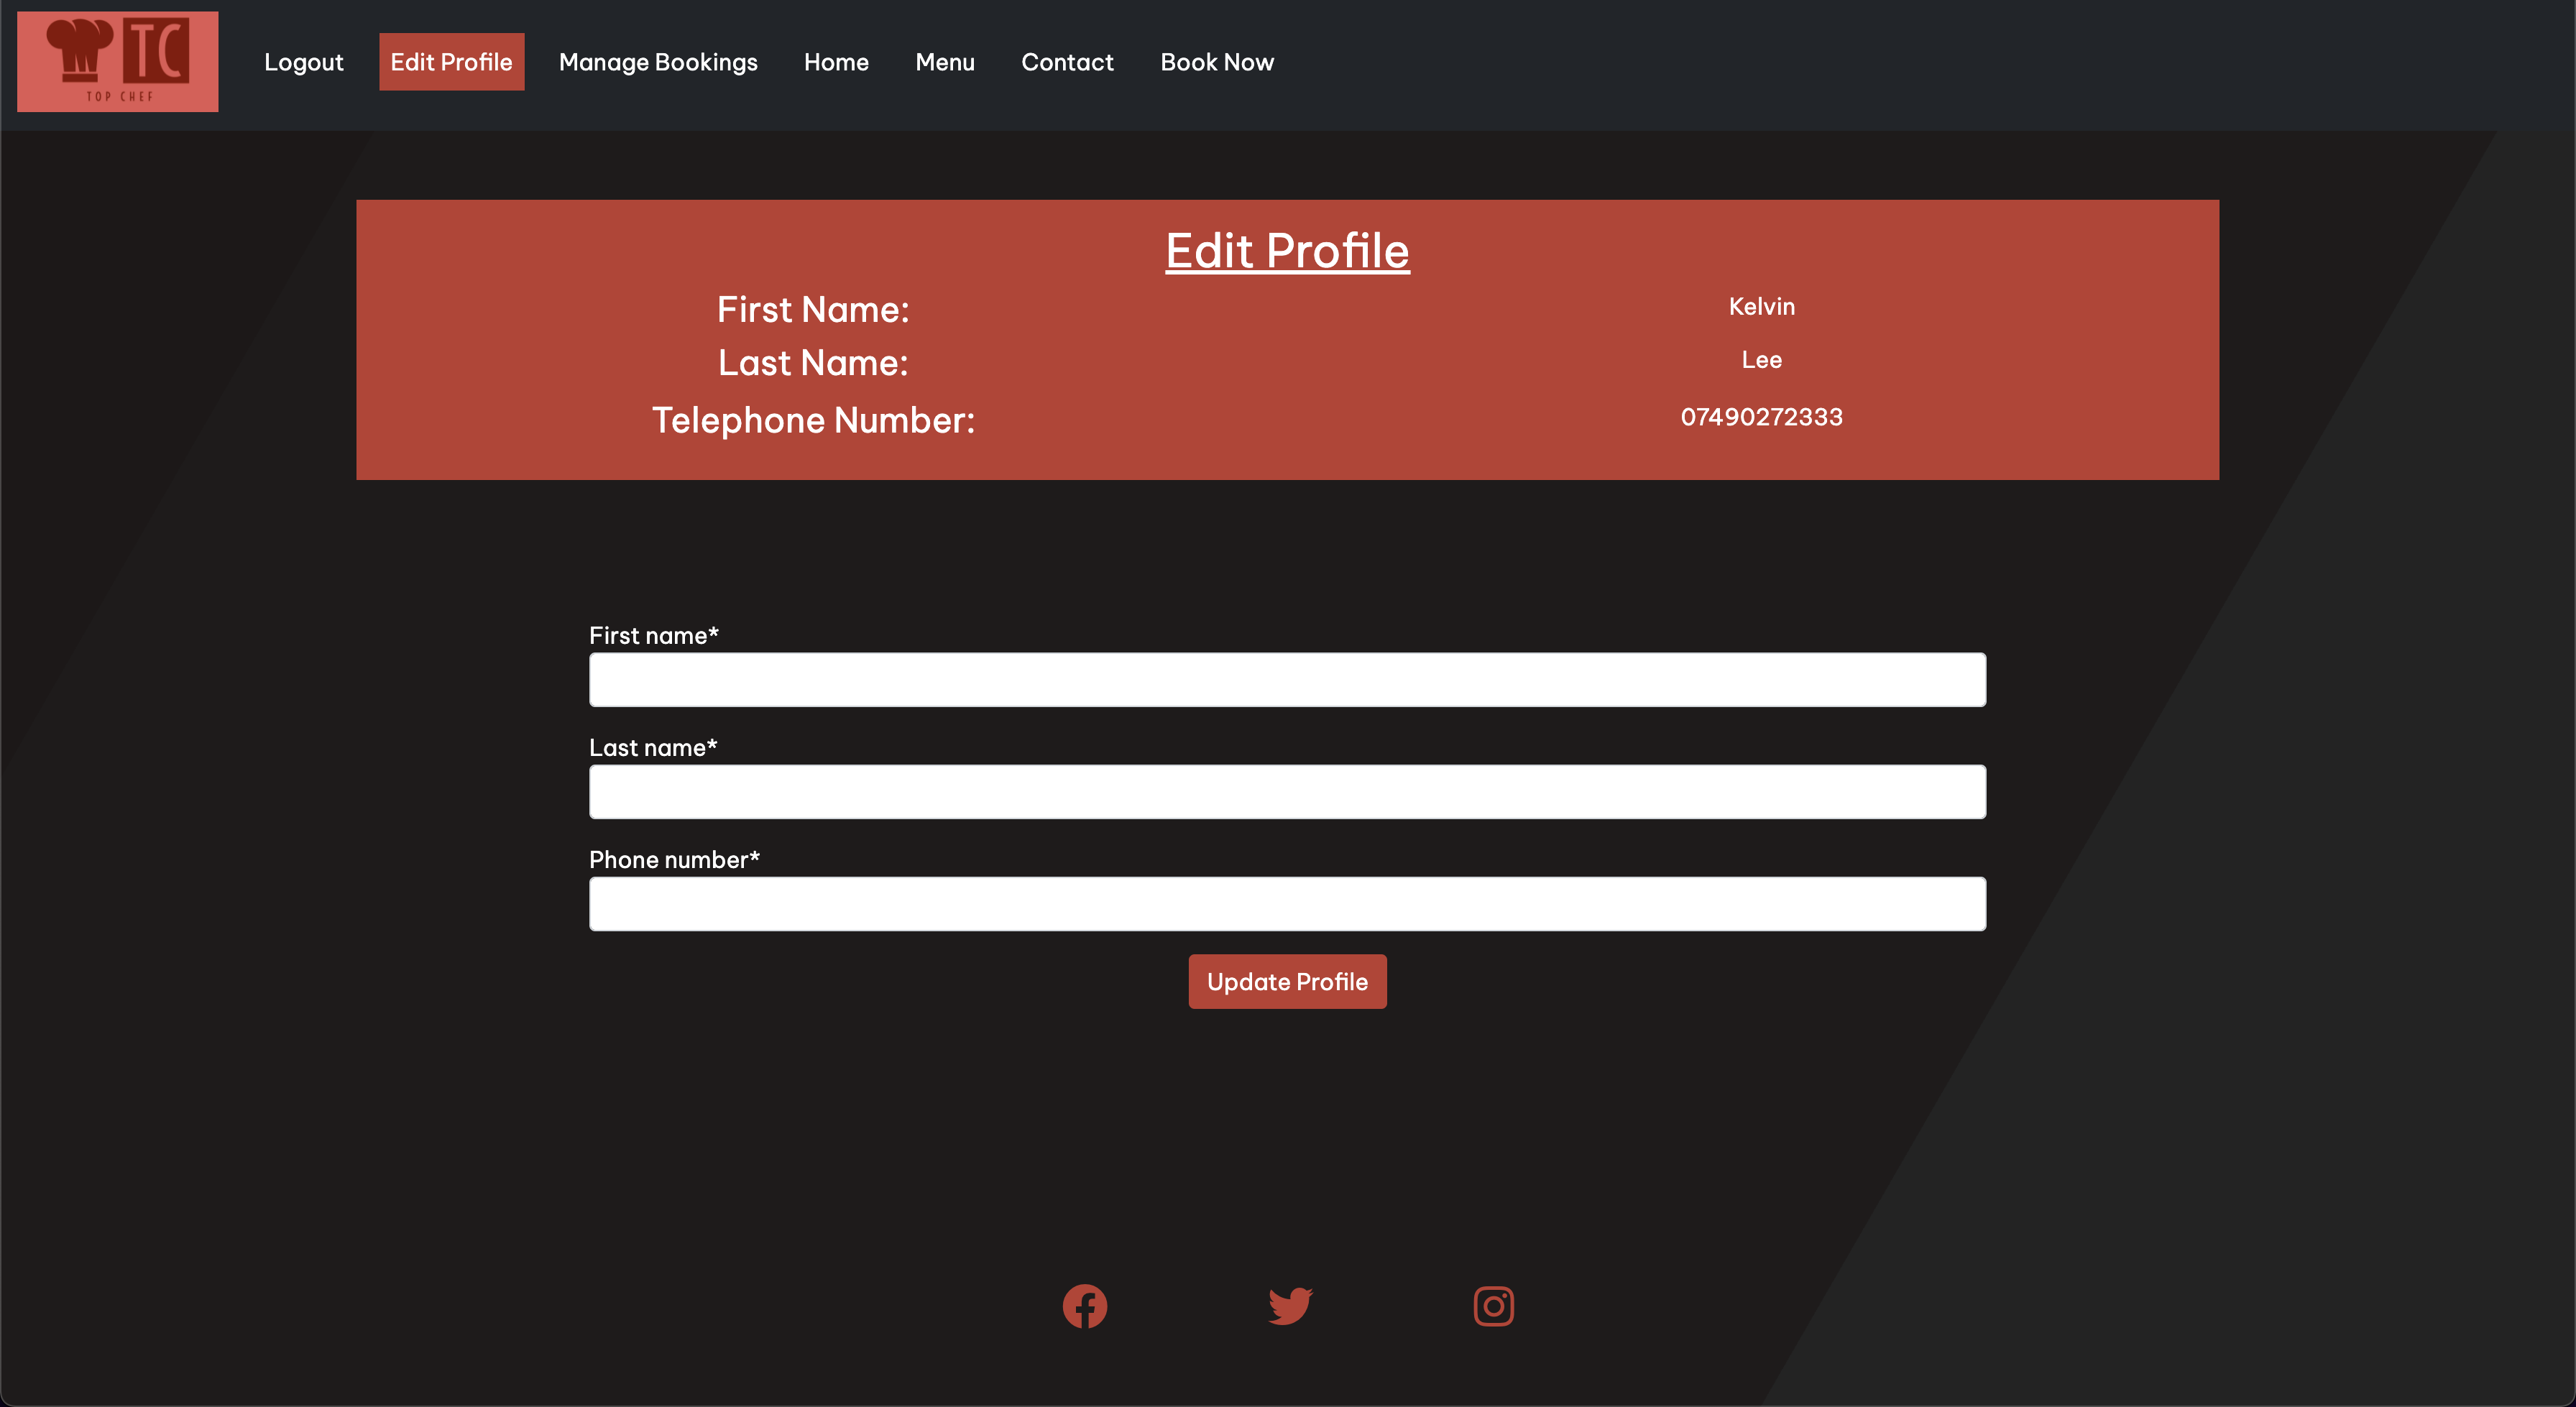 TC
TOP CHEF
Logout Edit Profile Manage Bookings Home Menu Contact Book Now
Edit Profile
First Name: Kelvin
Last Name: Lee
Telephone Number: 07490272333
First name*
Last name*
Phone number*
Update Profile